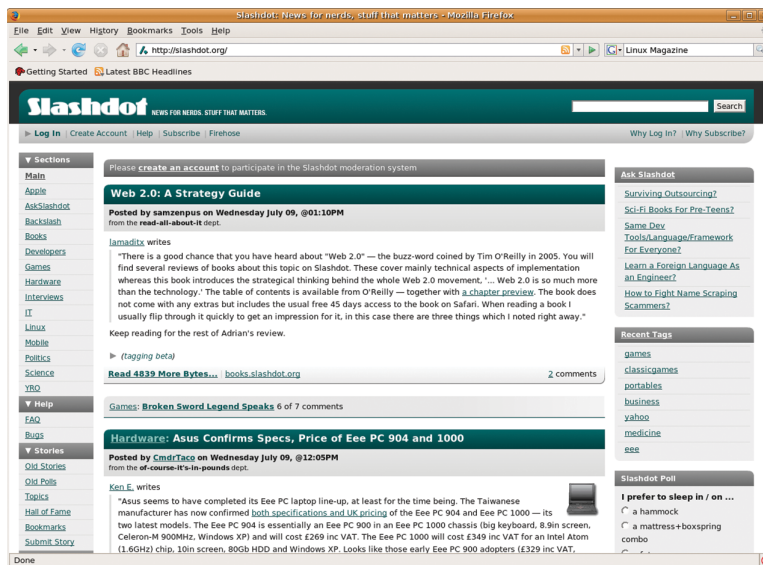 Slashdot: News for nerds, stuff that matters - Mozilla Firefox
File Edit View History Bookmarks Tools Help
http://slashdot.org/
Linux Magazine
Getting Started Latest BBC Headlines
Slashdot NEWS FOR NERDS. STUFF THAT MATTERS.
Search
Log In | Create Account | Help | Subscribe | Firehose
Why Log In? | Why Subscribe?
Sections
Main
Apple
AskSlashdot
Backslash
Books
Developers
Games
Hardware
Interviews
IT
Linux
Mobile
Politics
Science
YRO
Help
FAQ
Bugs
Stories
Old Stories
Old Polls
Topics
Hall of Fame
Bookmarks
Submit Story
Please create an account to participate in the Slashdot moderation system
Web 2.0: A Strategy Guide
Posted by samzenpus on Wednesday July 09, @01:10PM
from the read-all-about-it dept.
lamaditx writes
"There is a good chance that you have heard about "Web 2.0" — the buzz-word coined by Tim O'Reilly in 2005. You will
find several reviews of books about this topic on Slashdot. These cover mainly technical aspects of implementation
whereas this book introduces the strategical thinking behind the whole Web 2.0 movement, '... Web 2.0 is so much more
than the technology.' The table of contents is available from O'Reilly — together with a chapter preview. The book does
not come with any extras but includes the usual free 45 days access to the book on Safari. When reading a book I
usually flip through it quickly to get an impression for it, in this case there are three things which I noted right away."
Keep reading for the rest of Adrian's review.
(tagging beta)
Read 4839 More Bytes... | books.slashdot.org
2 comments
Games: Broken Sword Legend Speaks 6 of 7 comments
Hardware: Asus Confirms Specs, Price of Eee PC 904 and 1000
Posted by CmdrTaco on Wednesday July 09, @12:05PM
from the of-course-it's-in-pounds dept.
Ken E. writes
"Asus seems to have completed its Eee PC laptop line-up, at least for the time being. The Taiwanese
manufacturer has now confirmed both specifications and UK pricing of the Eee PC 904 and Eee PC 1000 — its
two latest models. The Eee PC 904 is essentially an Eee PC 900 in an Eee PC 1000 chassis (big keyboard, 8.9in screen,
Celeron-M 900MHz, Windows XP) and will cost £269 inc VAT. The Eee PC 1000 will cost £349 inc VAT for an Intel Atom
(1.6GHz) chip, 10in screen, 80Gb HDD and Windows XP. Looks like those early Eee PC 900 adopters (£329 inc VAT,
Ask Slashdot
Surviving Outsourcing?
Sci-Fi Books For Pre-Teens?
Same Dev
Tools/Language/Framework
For Everyone?
Learn a Foreign Language As
an Engineer?
How to Fight Name Scraping
Scammers?
Recent Tags
games
classicgames
portables
business
yahoo
medicine
eee
Slashdot Poll
I prefer to sleep in / on ...
a hammock
a mattress+boxspring
combo
Done